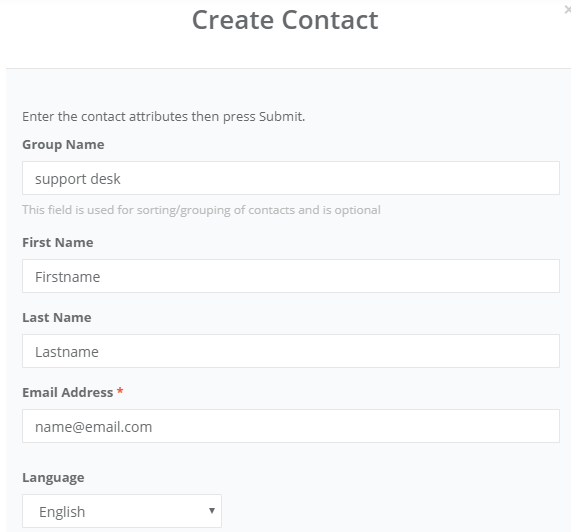 Create Contact
×
Enter the contact attributes then press Submit.
Group Name
support desk
This field is used for sorting/grouping of contacts and is optional
First Name
Firstname
Last Name
Lastname
Email Address *
name@email.com
Language
English